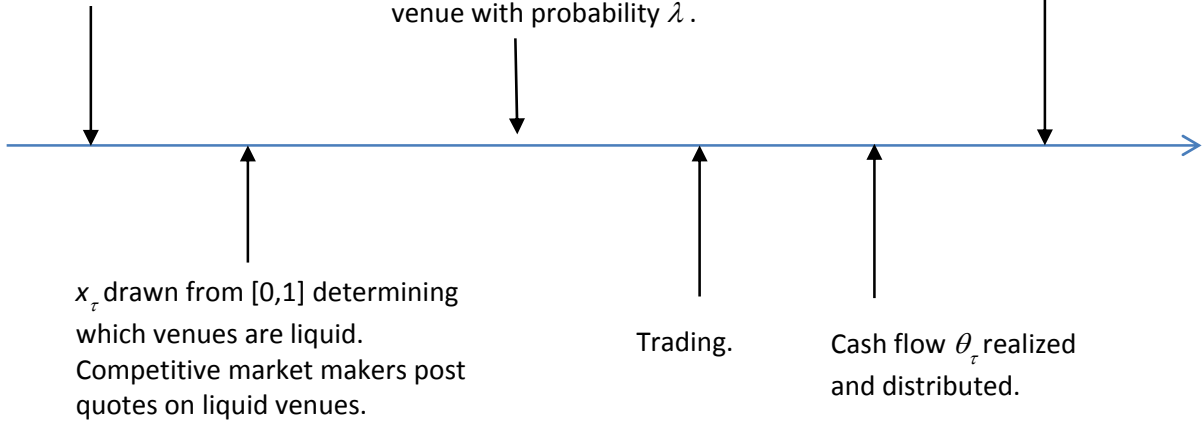 venue with probability λ .
x_τ drawn from [0,1] determining
which venues are liquid.
Competitive market makers post
quotes on liquid venues.
Trading.
Cash flow θ_τ realized
and distributed.